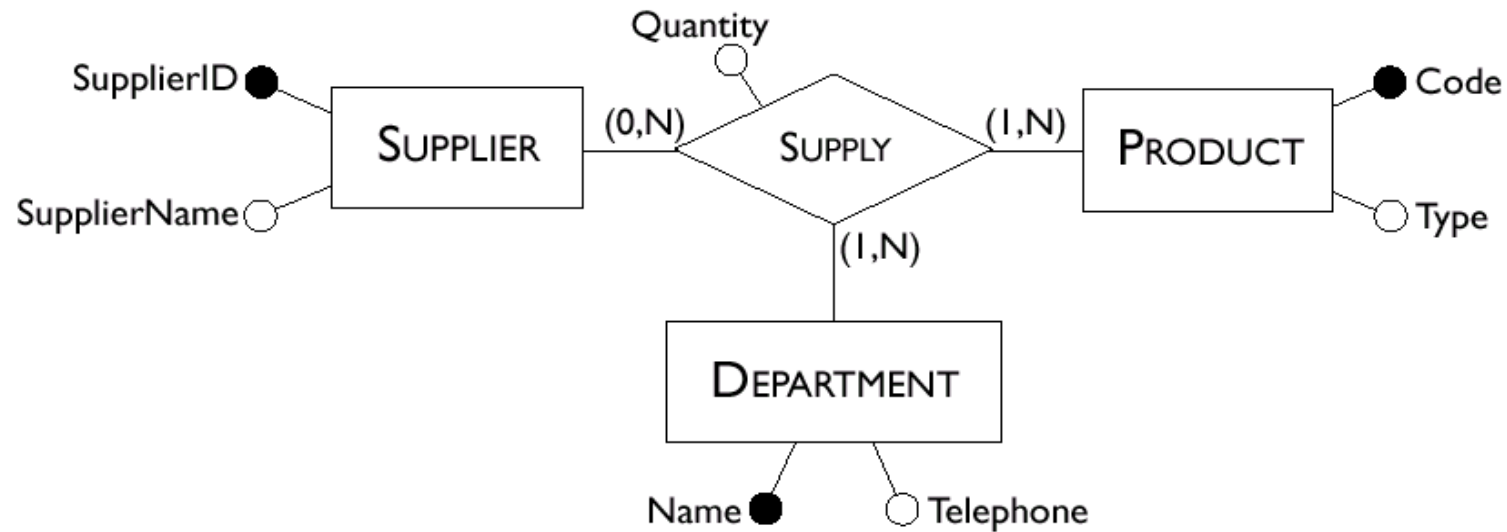 Quantity
SupplierID
Code
(0,N)
(1,N)
SUPPLIER
SUPPLY
PRODUCT
SupplierName
Type
(1,N)
DEPARTMENT
Name
Telephone